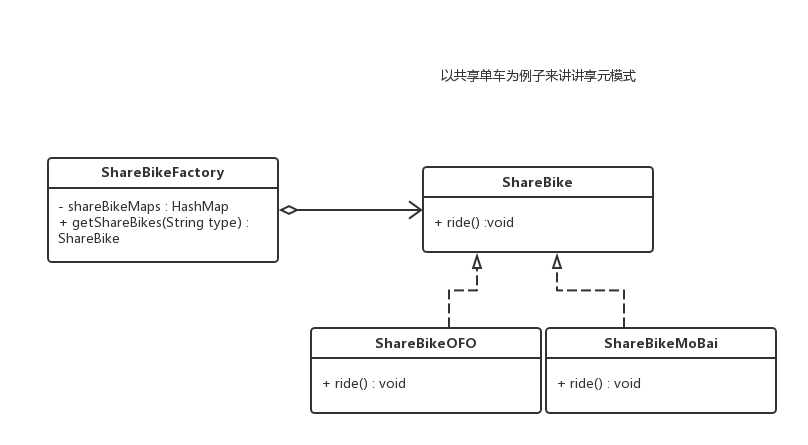 以共享单车为例子来讲讲享元模式
ShareBikeFactory
- shareBikeMaps : HashMap
+ getShareBikes(String type) :
ShareBike
ShareBike
+ ride() :void
ShareBikeOFO
+ ride() : void
ShareBikeMoBai
+ ride() : void